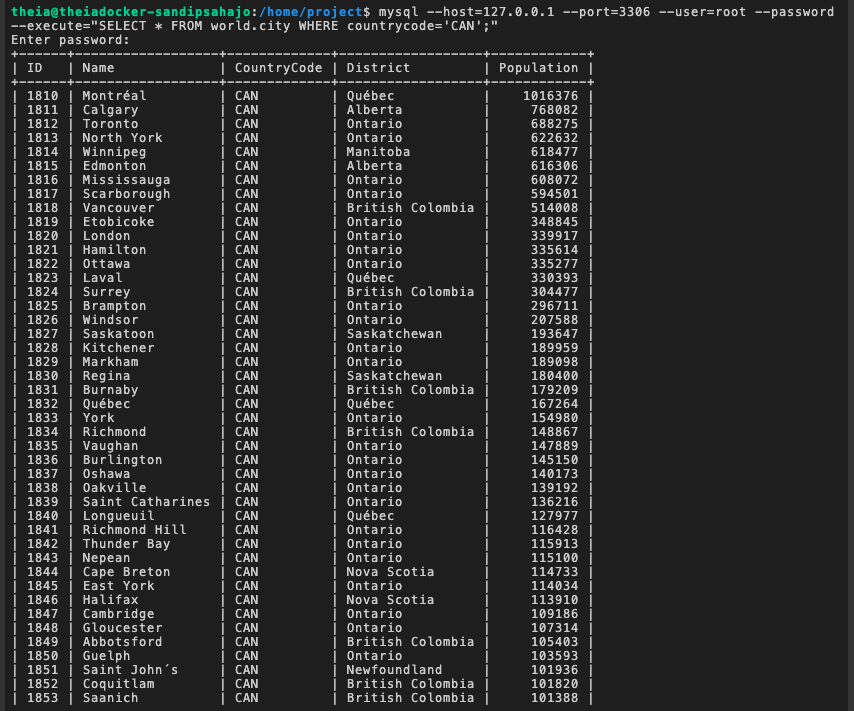 theia@theiadocker-sandipsahajo:/home/project$ mysql --host=127.0.0.1 --port=3306 --user=root --password
--execute="SELECT * FROM world.city WHERE countrycode='CAN';"
Enter password:
+------+------------------+-------------+------------------+------------+
| ID   | Name             | CountryCode | District         | Population |
+------+------------------+-------------+------------------+------------+
| 1810 | Montréal         | CAN         | Québec           |    1016376 |
| 1811 | Calgary          | CAN         | Alberta          |     768082 |
| 1812 | Toronto          | CAN         | Ontario          |     688275 |
| 1813 | North York       | CAN         | Ontario          |     622632 |
| 1814 | Winnipeg         | CAN         | Manitoba         |     618477 |
| 1815 | Edmonton         | CAN         | Alberta          |     616306 |
| 1816 | Mississauga      | CAN         | Ontario          |     608072 |
| 1817 | Scarborough      | CAN         | Ontario          |     594501 |
| 1818 | Vancouver        | CAN         | British Colombia |     514008 |
| 1819 | Etobicoke        | CAN         | Ontario          |     348845 |
| 1820 | London           | CAN         | Ontario          |     339917 |
| 1821 | Hamilton         | CAN         | Ontario          |     335614 |
| 1822 | Ottawa           | CAN         | Ontario          |     335277 |
| 1823 | Laval            | CAN         | Québec           |     330393 |
| 1824 | Surrey           | CAN         | British Colombia |     304477 |
| 1825 | Brampton         | CAN         | Ontario          |     296711 |
| 1826 | Windsor          | CAN         | Ontario          |     207588 |
| 1827 | Saskatoon        | CAN         | Saskatchewan     |     193647 |
| 1828 | Kitchener        | CAN         | Ontario          |     189959 |
| 1829 | Markham          | CAN         | Ontario          |     189098 |
| 1830 | Regina           | CAN         | Saskatchewan     |     180400 |
| 1831 | Burnaby          | CAN         | British Colombia |     179209 |
| 1832 | Québec           | CAN         | Québec           |     167264 |
| 1833 | York             | CAN         | Ontario          |     154980 |
| 1834 | Richmond         | CAN         | British Colombia |     148867 |
| 1835 | Vaughan          | CAN         | Ontario          |     147889 |
| 1836 | Burlington       | CAN         | Ontario          |     145150 |
| 1837 | Oshawa           | CAN         | Ontario          |     140173 |
| 1838 | Oakville         | CAN         | Ontario          |     139192 |
| 1839 | Saint Catharines | CAN         | Ontario          |     136216 |
| 1840 | Longueuil        | CAN         | Québec           |     127977 |
| 1841 | Richmond Hill    | CAN         | Ontario          |     116428 |
| 1842 | Thunder Bay      | CAN         | Ontario          |     115913 |
| 1843 | Nepean           | CAN         | Ontario          |     115100 |
| 1844 | Cape Breton      | CAN         | Nova Scotia      |     114733 |
| 1845 | East York        | CAN         | Ontario          |     114034 |
| 1846 | Halifax          | CAN         | Nova Scotia      |     113910 |
| 1847 | Cambridge        | CAN         | Ontario          |     109186 |
| 1848 | Gloucester       | CAN         | Ontario          |     107314 |
| 1849 | Abbotsford       | CAN         | British Colombia |     105403 |
| 1850 | Guelph           | CAN         | Ontario          |     103593 |
| 1851 | Saint John´s     | CAN         | Newfoundland     |     101936 |
| 1852 | Coquitlam        | CAN         | British Colombia |     101820 |
| 1853 | Saanich          | CAN         | British Colombia |     101388 |